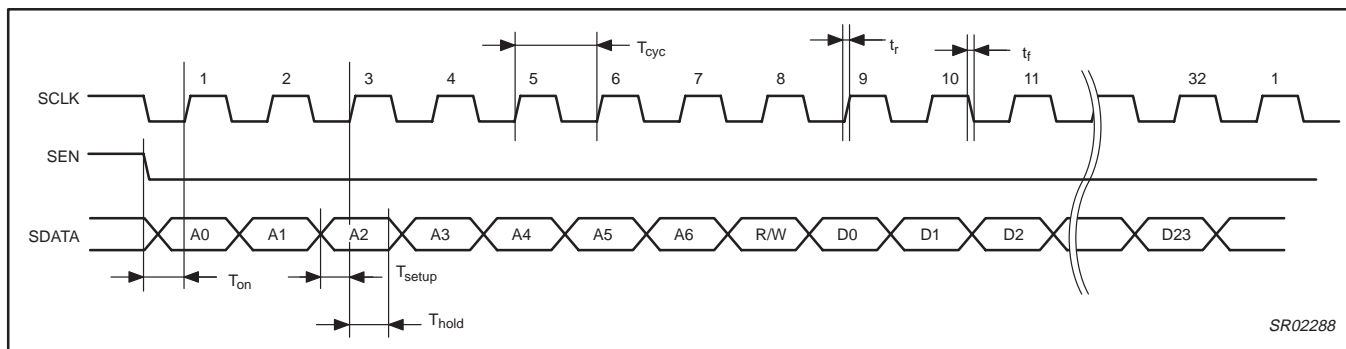 T_cyc t_r t_f
1 2 3 4 5 6 7 8 9 10 11 32 1
SCLK
SEN
SDATA A0 A1 A2 A3 A4 A5 A6 R/W D0 D1 D2 D23
T_on T_setup
T_hold
SR02288